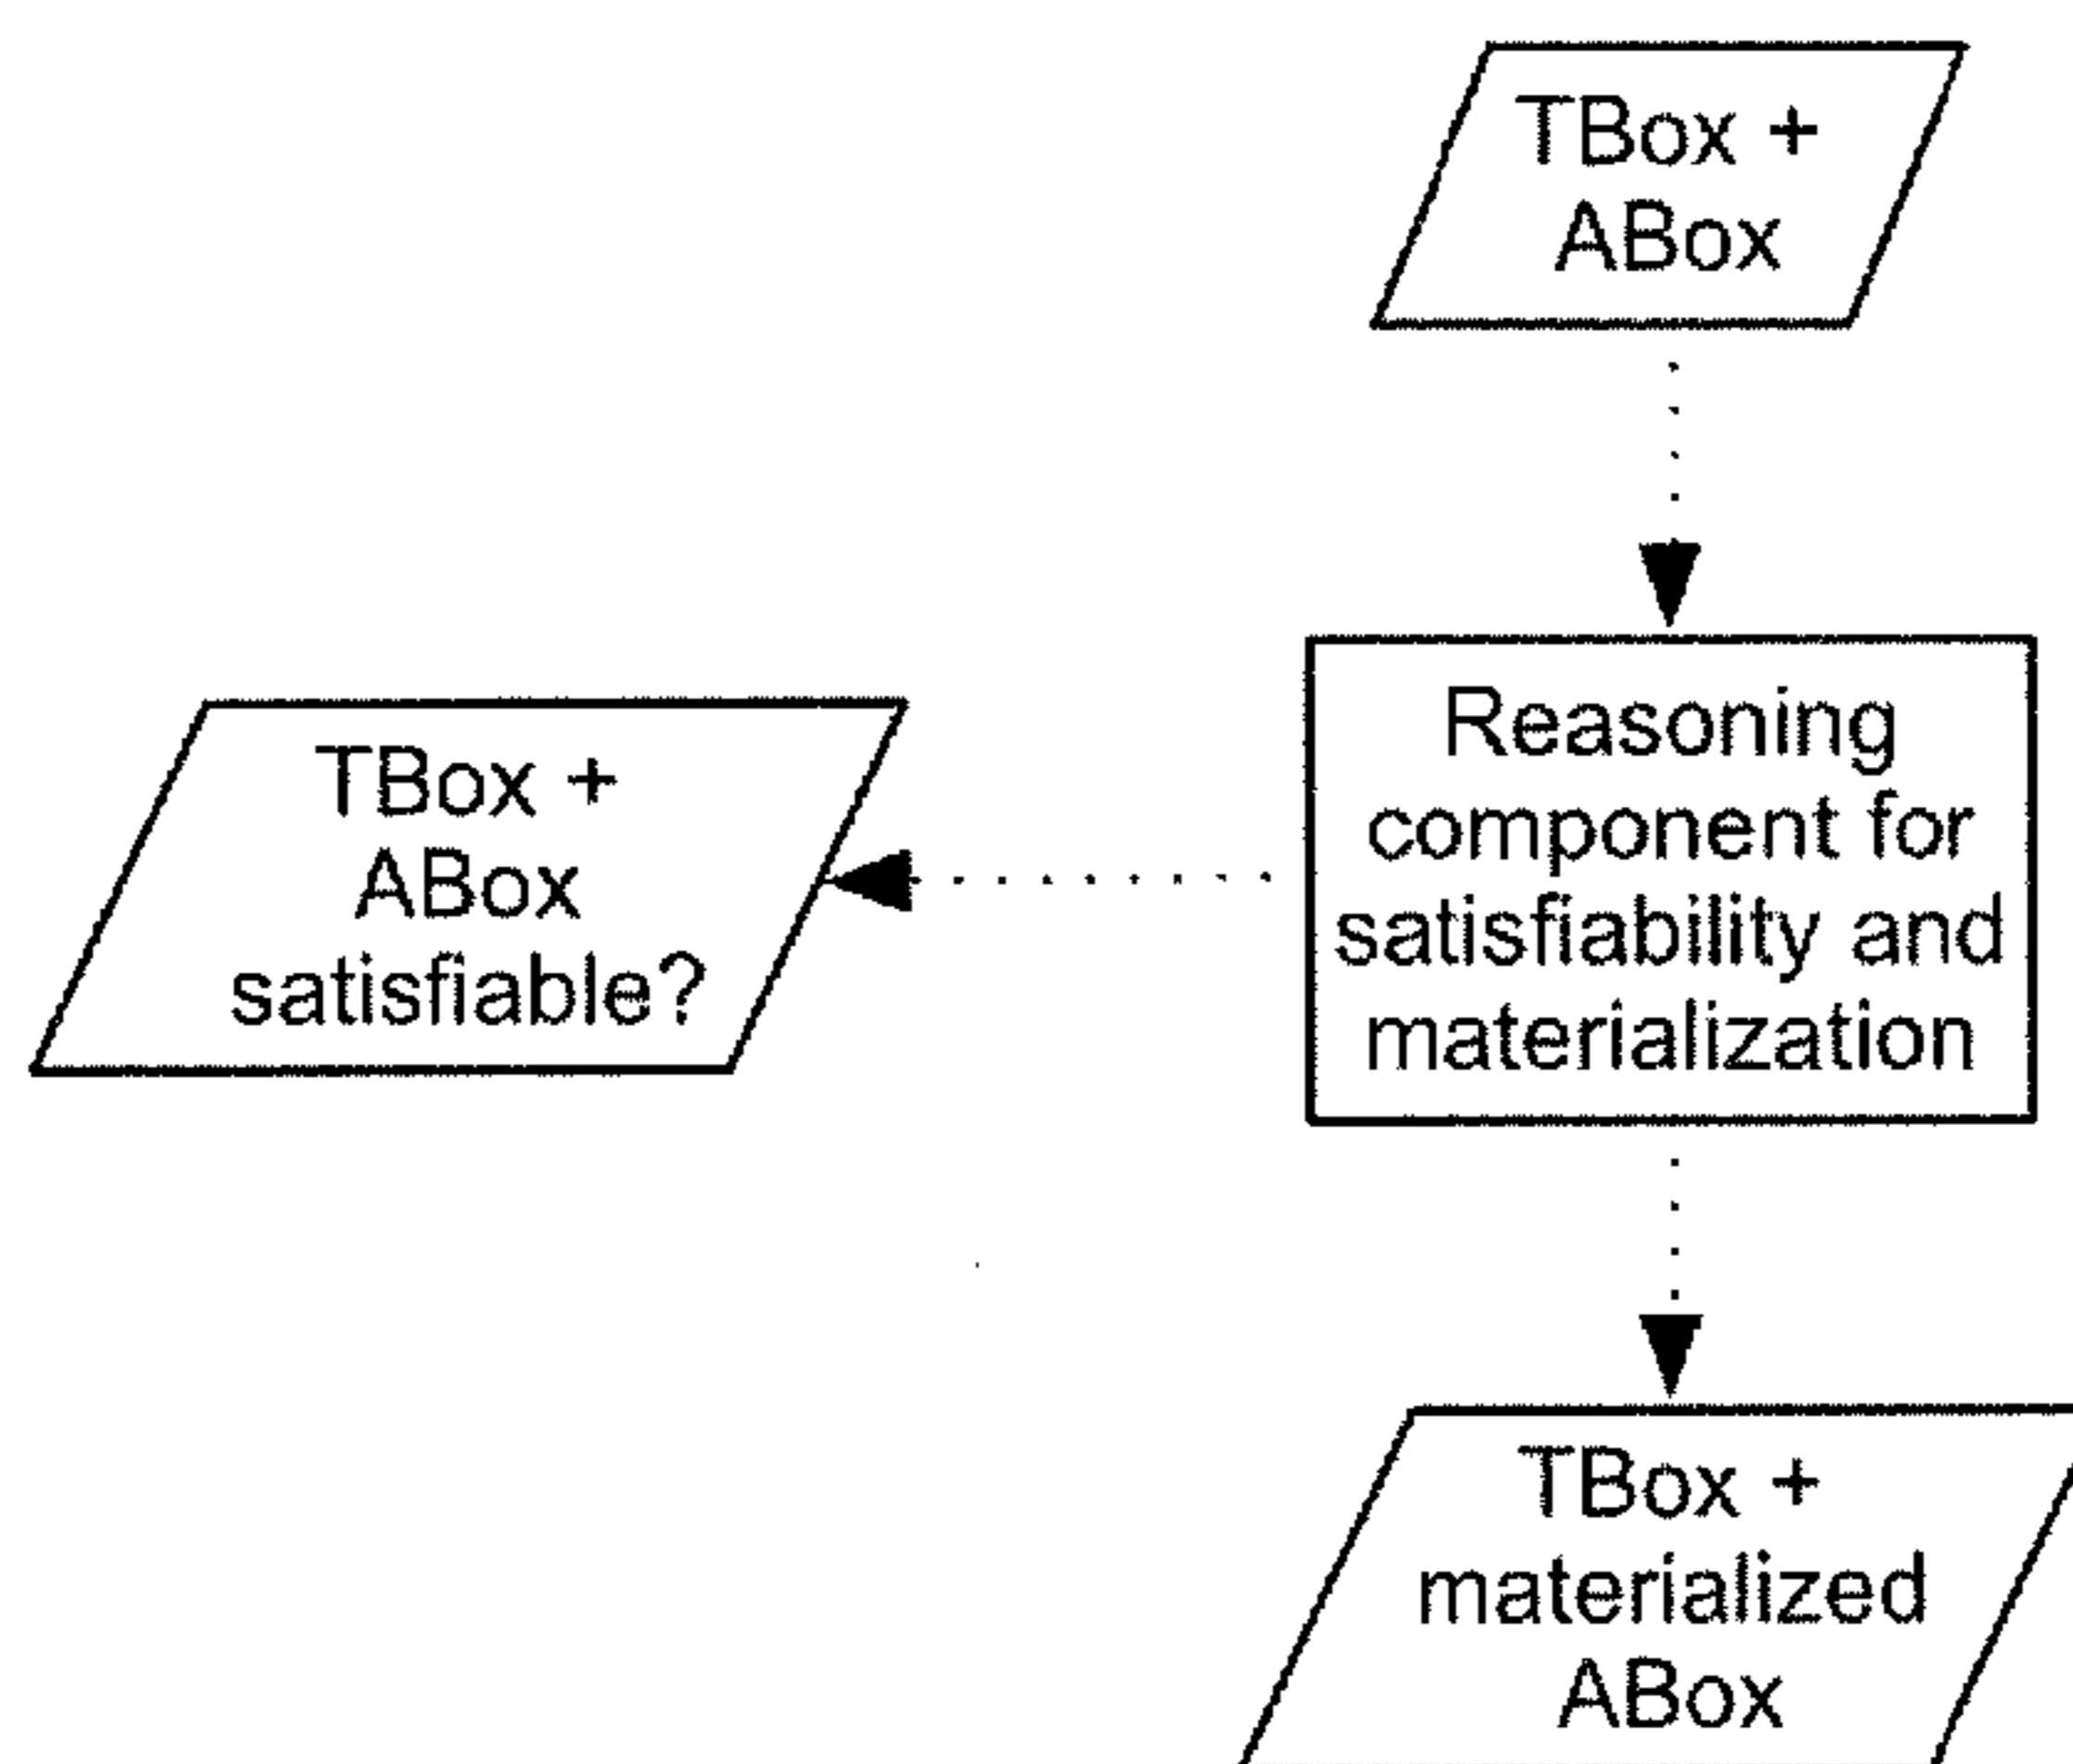 TBox +
ABox
Reasoning
component for
satisfiability and
materialization
TBox +
ABox
satisfiable?
TBox +
materialized
ABox